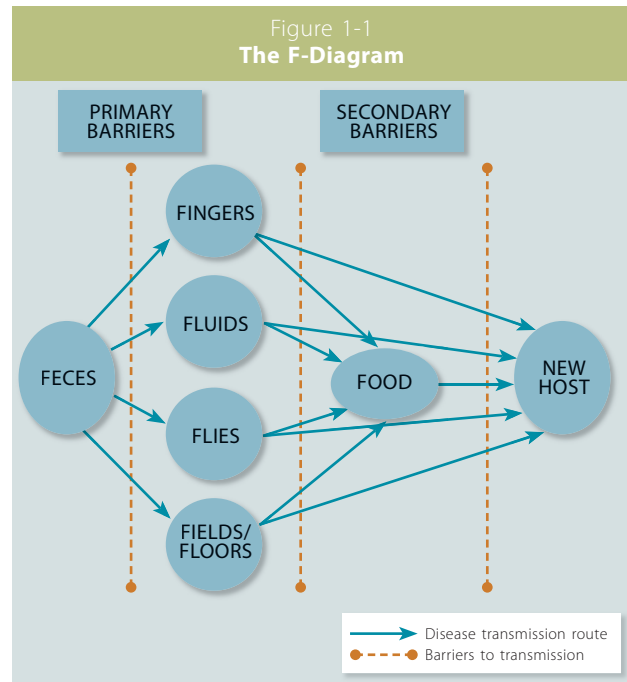 Figure 1-1
The F-Diagram
PRIMARY
BARRIERS
SECONDARY
BARRIERS
FINGERS
FLUIDS
FECES
FOOD
NEW
HOST
FLIES
FIELDS/
FLOORS
Disease transmission route
Barriers to transmission